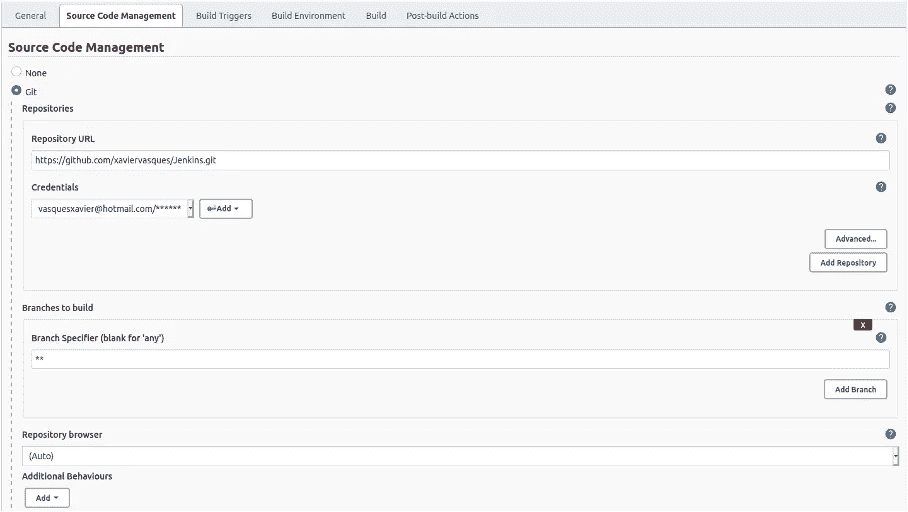 General Source Code Management Build Triggers Build Environment Build Post-build Actions
Source Code Management
None
Git
Repositories
Repository URL
https://github.com/xaviervasques/Jenkins.git
Credentials
vasquesxavier@hotmail.com/****** Add
Advanced...
Add Repository
Branches to build
X
Branch Specifier (blank for 'any')
**
Add Branch
Repository browser
(Auto)
Additional Behaviours
Add